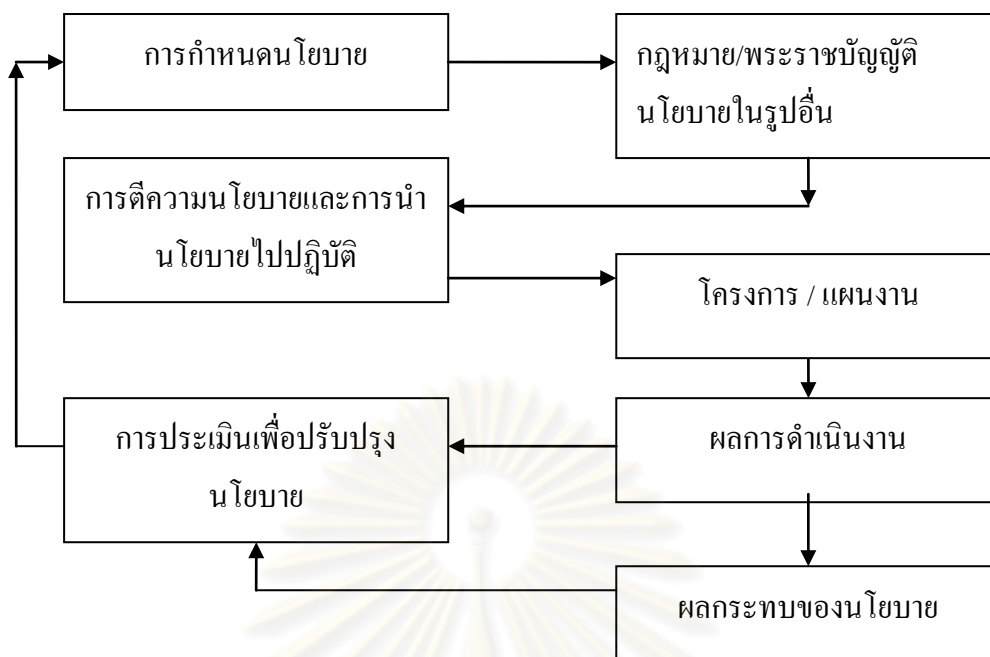 การกำหนดนโยบาย
กฎหมาย/พระราชบัญญัติ
นโยบายในรูปอื่น
การตีความนโยบายและการนำ
นโยบายไปปฏิบัติ
โครงการ / แผนงาน
การประเมินเพื่อปรับปรุง
นโยบาย
ผลการดำเนินงาน
ผลกระทบของนโยบาย